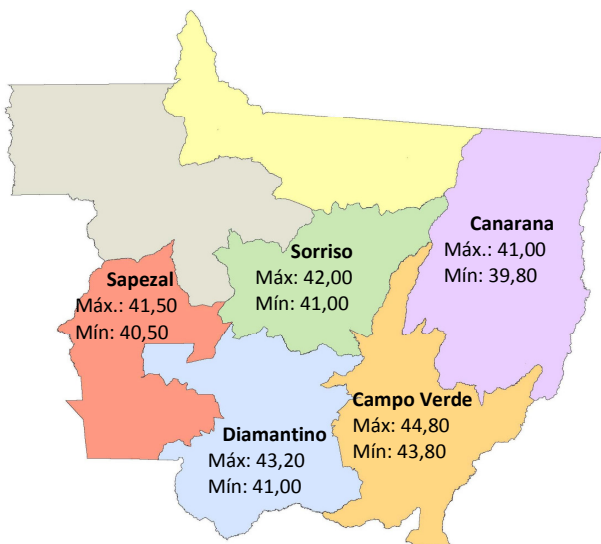 Canarana
Máx.: 41,00
Mín: 39,80
Sorriso
Máx: 42,00
Mín: 41,00
Sapezal
Máx.: 41,50
Mín: 40,50
Campo Verde
Máx: 44,80
Mín: 43,80
Diamantino
Máx: 43,20
Mín: 41,00